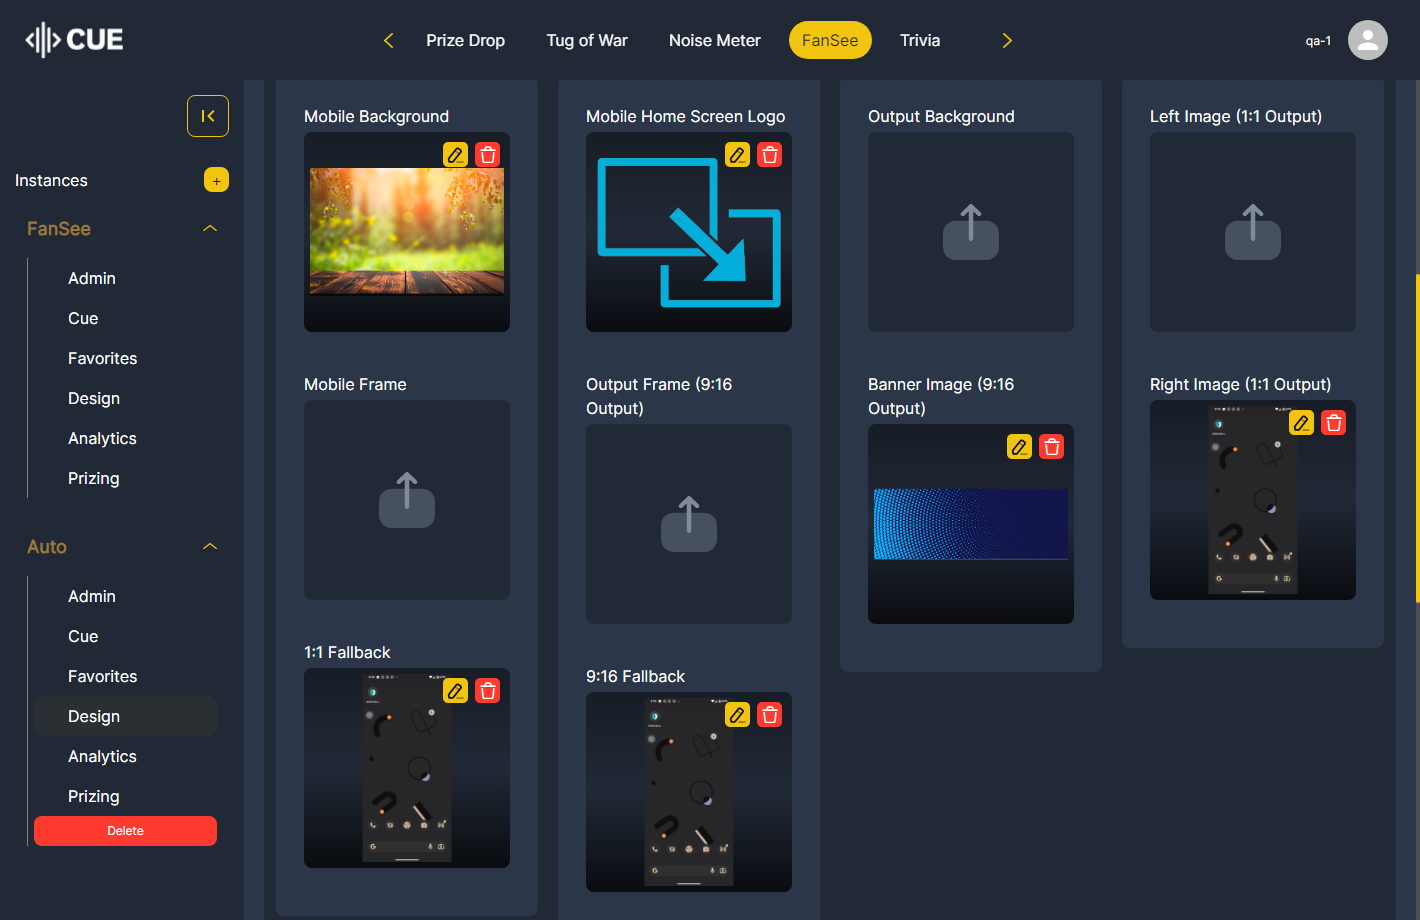 CUE
Prize Drop
Tug of War
Noise Meter
FanSee
Trivia
qa-1
Instances
+
FanSee
Admin
Cue
Favorites
Design
Analytics
Prizing
Auto
Admin
Cue
Favorites
Design
Analytics
Prizing
Delete
Mobile Background
Mobile Home Screen Logo
Output Background
Left Image (1:1 Output)
Mobile Frame
Output Frame (9:16
Output)
Banner Image (9:16
Output)
Right Image (1:1 Output)
1:1 Fallback
9:16 Fallback